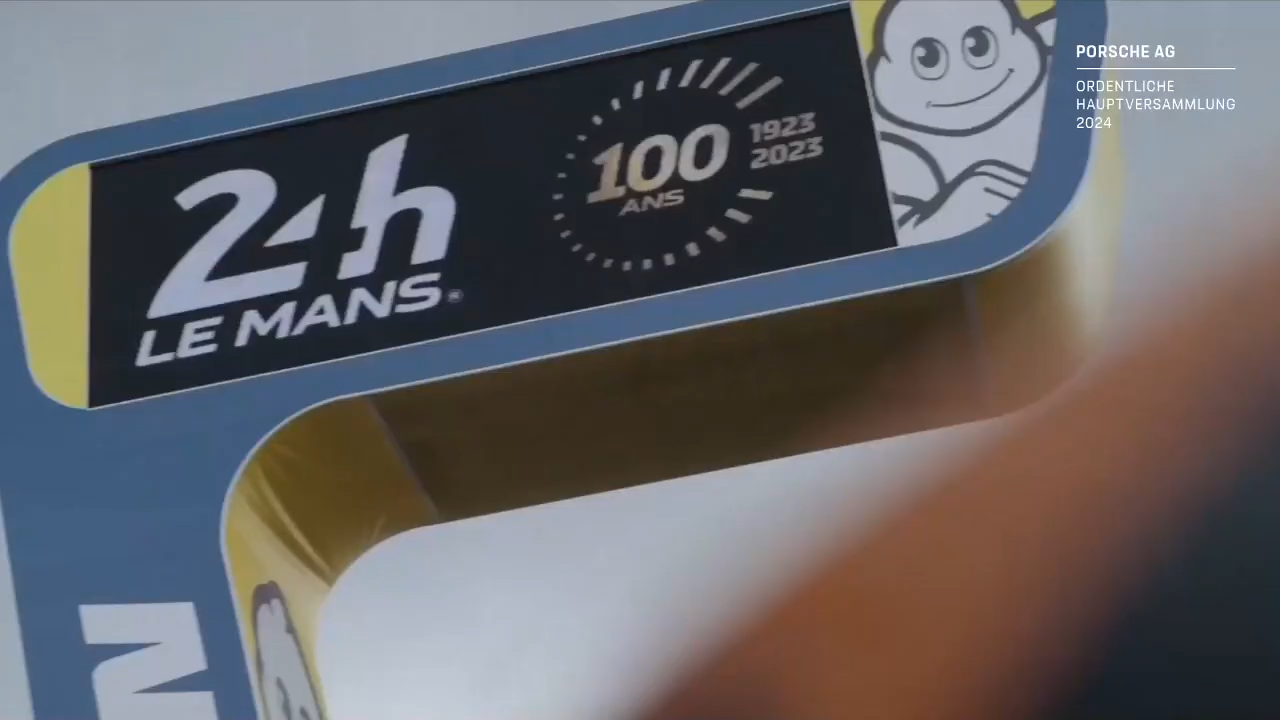 24h
LE MANS®
100
ANS
1923
2023
PORSCHE AG
ORDENTLICHE
HAUPTVERSAMMLUNG
2024
N